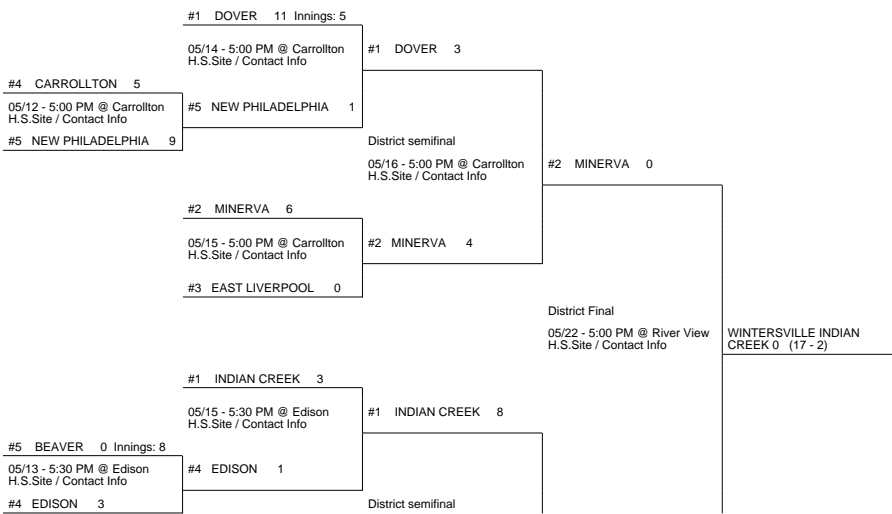 #1 DOVER 11 Innings: 5
05/14 - 5:00 PM @ Carrollton
H.S.Site / Contact Info
#1 DOVER 3
#4 CARROLLTON 5
05/12 - 5:00 PM @ Carrollton
H.S.Site / Contact Info
#5 NEW PHILADELPHIA 1
#5 NEW PHILADELPHIA 9
District semifinal
05/16 - 5:00 PM @ Carrollton
H.S.Site / Contact Info
#2 MINERVA 0
#2 MINERVA 6
05/15 - 5:00 PM @ Carrollton
H.S.Site / Contact Info
#2 MINERVA 4
#3 EAST LIVERPOOL 0
District Final
05/22 - 5:00 PM @ River View
H.S.Site / Contact Info
WINTERSVILLE INDIAN
CREEK 0 (17 - 2)
#1 INDIAN CREEK 3
05/15 - 5:30 PM @ Edison
H.S.Site / Contact Info
#1 INDIAN CREEK 8
#5 BEAVER 0 Innings: 8
05/13 - 5:30 PM @ Edison
H.S.Site / Contact Info
#4 EDISON 1
#4 EDISON 3
District semifinal